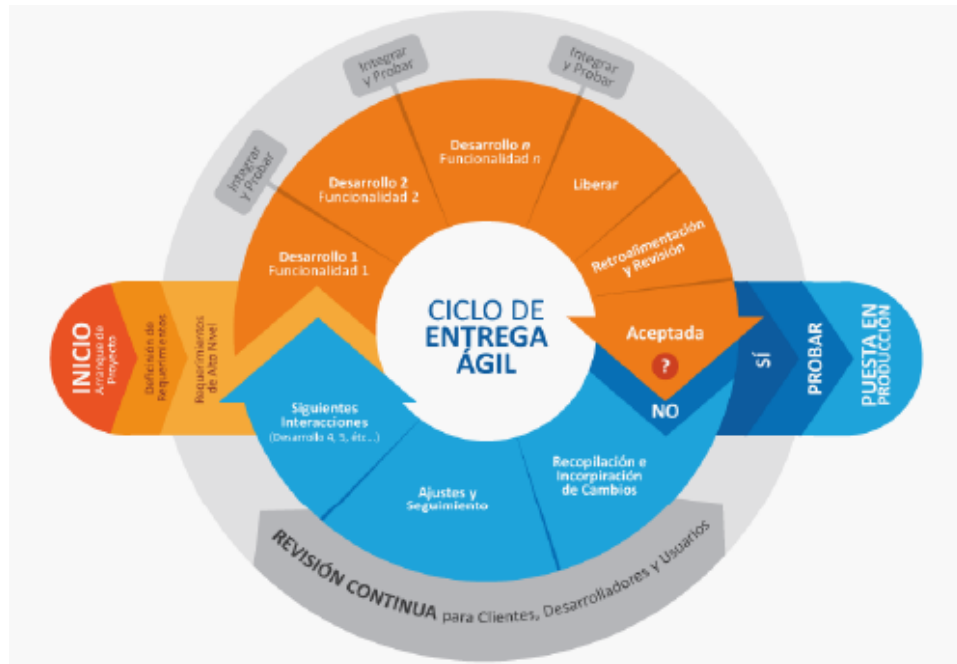 INICIO
Arranque de
Proyecto
Definición de
Requerimientos
Requerimientos
de Alto Nivel
Desarrollo 1
Funcionalidad 1
Integrar
y Probar
Desarrollo 2
Funcionalidad 2
Integrar
y Probar
Desarrollo n
Funcionalidad n
Integrar
y Probar
Liberar
Retroalimentación
y Revisión
Aceptada
?
SÍ
PROBAR
PUESTA EN
PRODUCCIÓN
NO
Recopilación e
Incorpiración
de Cambios
Ajustes y
Seguimiento
Siguientes
Interacciones
(Desarrollo 4, 5, étc...)
CICLO DE
ENTREGA
ÁGIL
REVISIÓN CONTINUA para Clientes, Desarrolladores y Usuarios